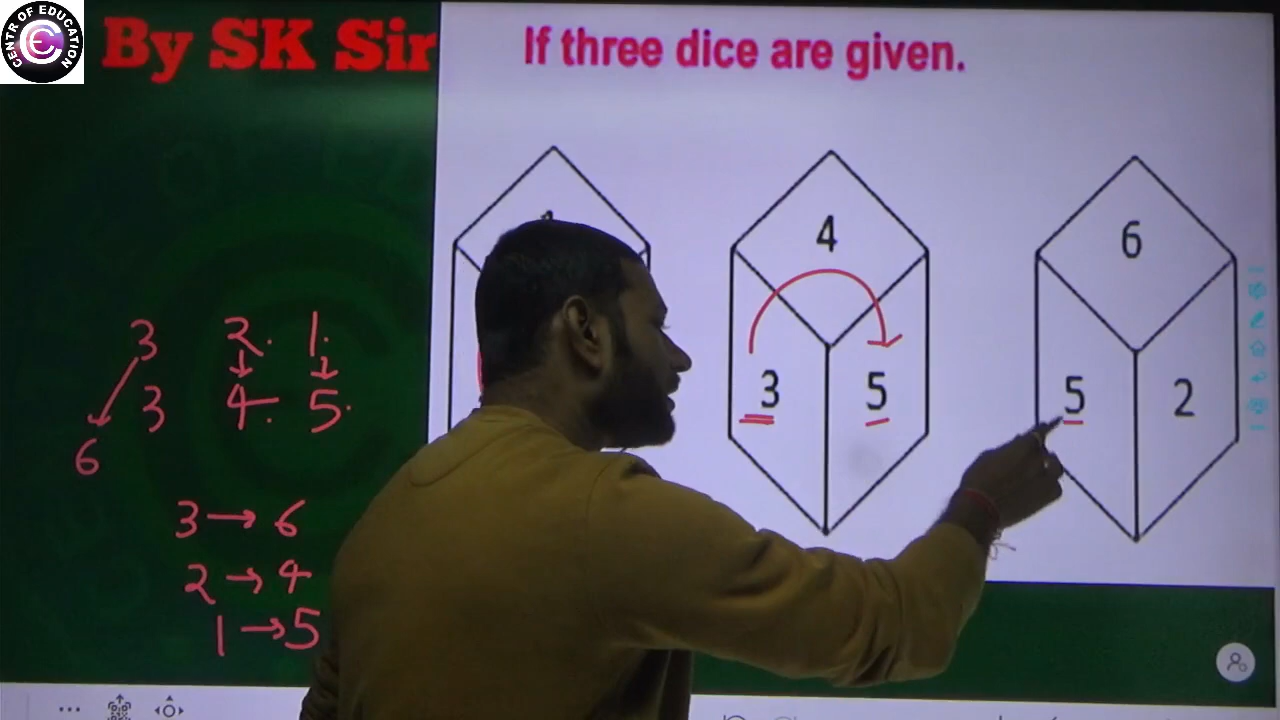 CENTR OF EDUCATION
By SK Sir
If three dice are given.
4
6
3
5
5
2
3 2. 1.
3 4. 5.
6
3 → 6
2 → 4
1 → 5